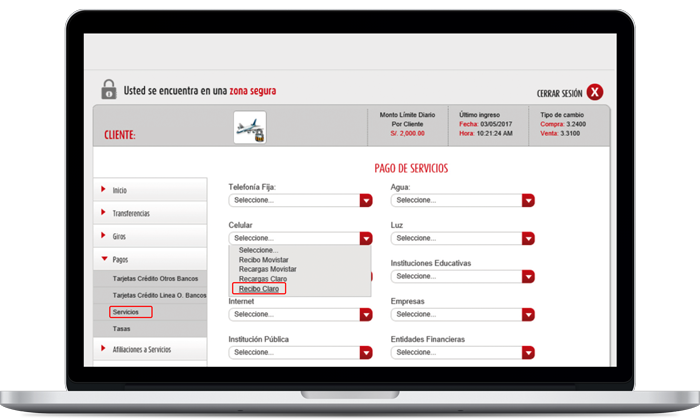 Usted se encuentra en una zona segura
CERRAR SESIÓN X
CLIENTE:
Monto Límite Diario
Por Cliente
S/. 2,000.00
Último ingreso
Fecha: 03/05/2017
Hora: 10:21:24 AM
Tipo de cambio
Compra: 3.2400
Venta: 3.3100
PAGO DE SERVICIOS
Inicio
Transferencias
Giros
Pagos
Tarjetas Crédito Otros Bancos
Tarjetas Crédito Línea O. Bancos
Servicios
Tasas
Afiliaciones a Servicios
Telefonía Fija:
Seleccione...
Agua:
Seleccione...
Celular
Seleccione...
Seleccione...
Recibo Movistar
Recargas Movistar
Recargas Claro
Recibo Claro
Luz
Seleccione...
Instituciones Educativas
Seleccione...
Internet
Seleccione...
Empresas
Seleccione...
Institución Pública
Seleccione...
Entidades Financieras
Seleccione...